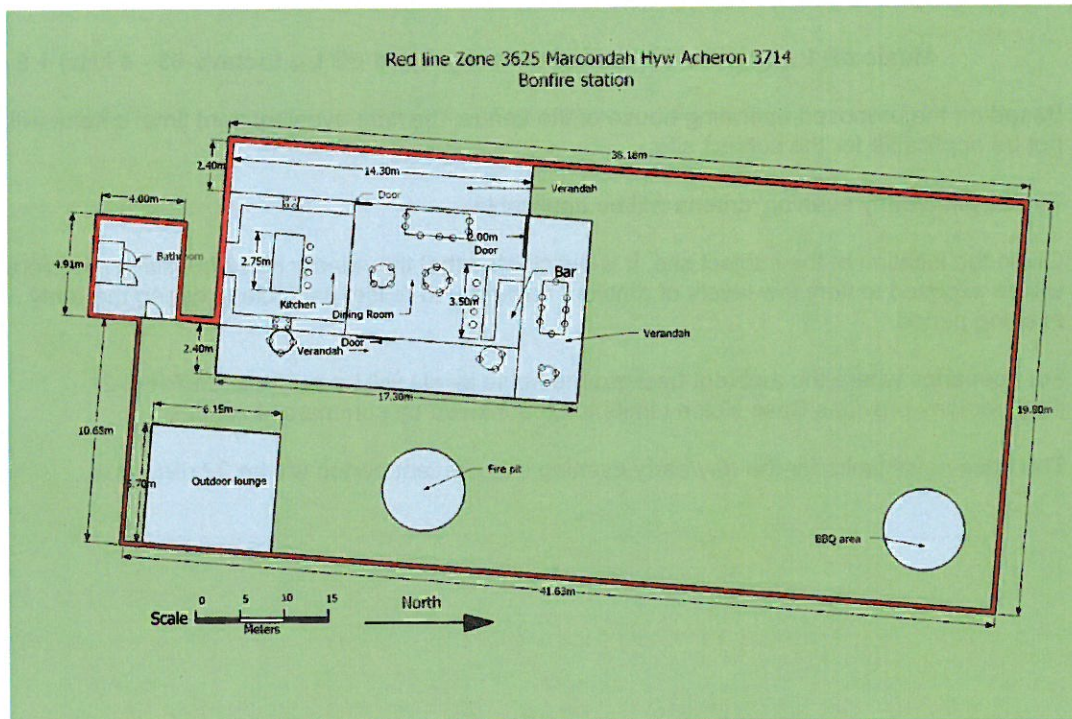 Red line Zone 3625 Maroondah Hyw Acheron 3714
Bonfire station
38.16m
2.40m
14.30m
Verandah
4.00m
Door
2.00m
Door
4.91m
Bathroom
2.75m
Bar
Kitchen
3.50m
Dining Room
Verandah
2.40m
Door
Verandah
17.30m
6.15m
19.80m
10.65m
Outdoor lounge
Fire pit
5.70m
BBQ area
41.63m
0 5 10 15
Scale
Meters
North